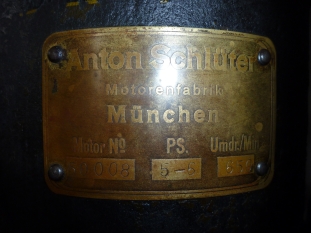 Anton Schlüter
Motorenfabrik
München
Motor No PS. Umdr/Min.
5-6